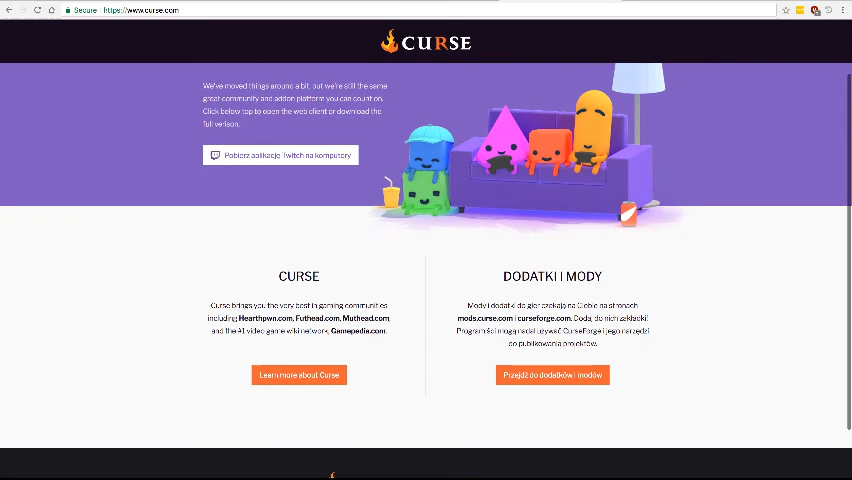 Secure
https://www.curse.com
CURSE
We've moved things around a bit, but we're still the same
great community and addon platform you can count on.
Click below top to open the web client or download the
full verison.
Pobierz aplikację Twitch na komputery
CURSE
Curse brings you the very best in gaming communities
including Hearthpwn.com, Futhead.com, Muthead.com,
and the #1 video game wiki network, Gamepedia.com.
Learn more about Curse
DODATKI I MODY
Mody i dodatki do gier czekają na Ciebie na stronach
mods.curse.com i curseforge.com. Dodaj do nich zakładki!
Program ści mogą nadal używać CurseForge i jego narzędzi
do publikowania projektów.
Przejdź do dodatków i modów